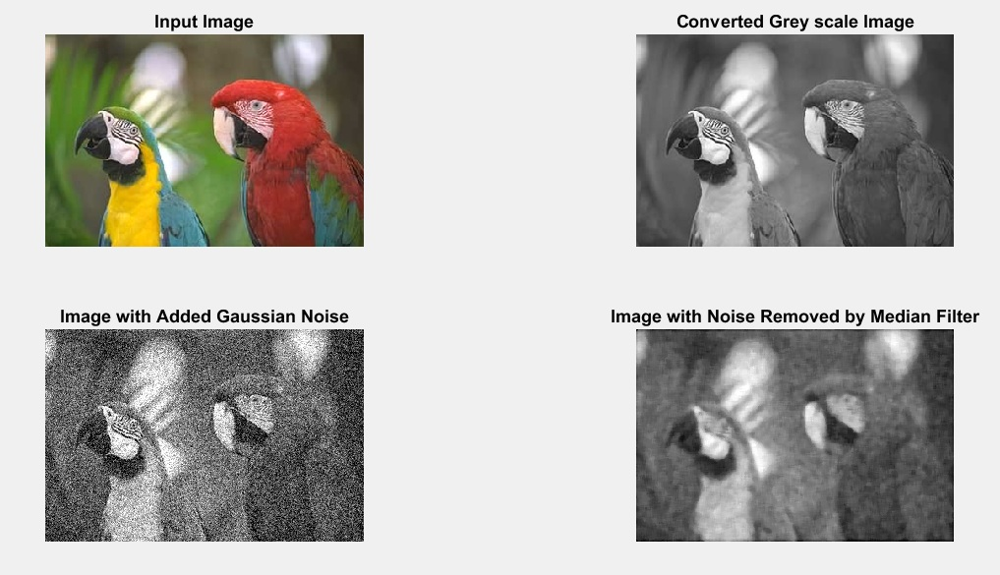 Input Image
Converted Grey scale Image
Image with Added Gaussian Noise
Image with Noise Removed by Median Filter